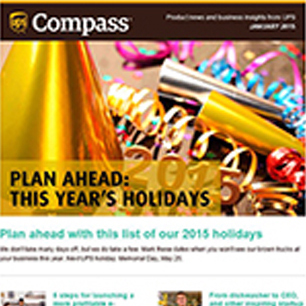 ups Compass®
Product news and business insights from UPS
JANUARY 2015
2015
PLAN AHEAD:
THIS YEAR'S HOLIDAYS
Plan ahead with this list of our 2015 holidays
We don't take many days off, but we do take a few. Mark these dates when you won't see our brown trucks at
your business this year. Next UPS holiday: Memorial Day, May 25.
5 steps for launching a
more profitable e-
From dishwasher to CEO,
and other inspiring startup